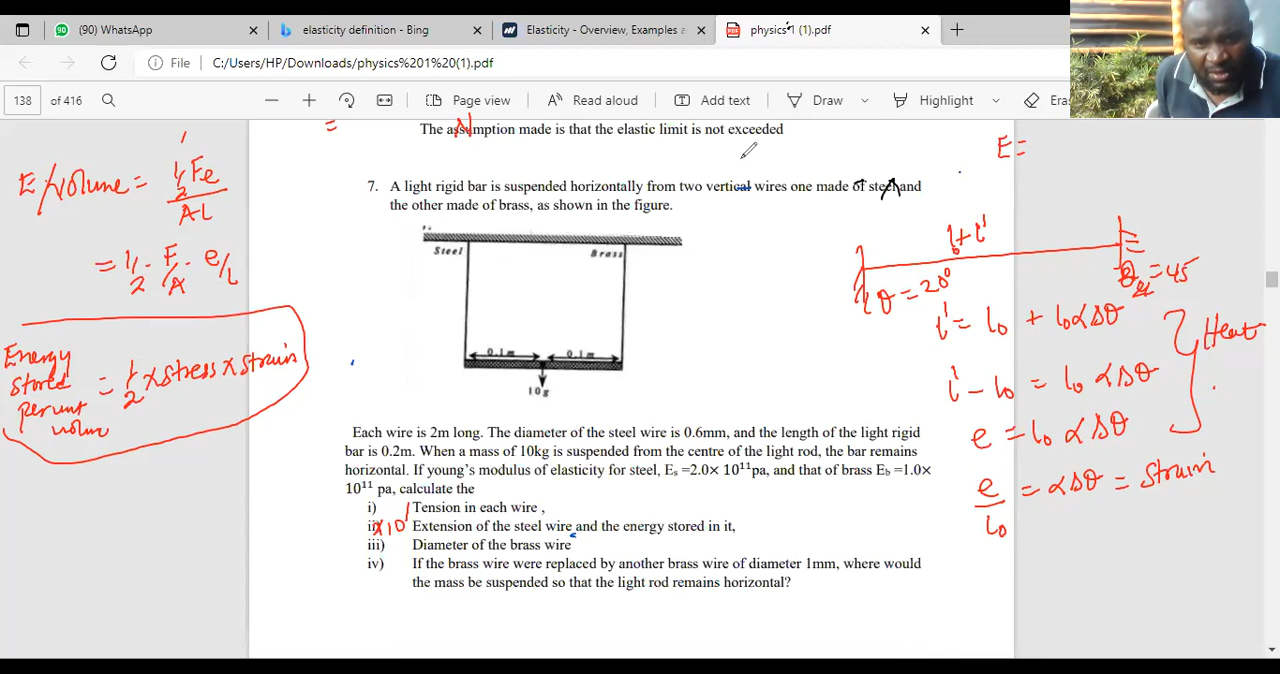 (90) WhatsApp
elasticity definition - Bing
Elasticity - Overview, Examples a
physics 1 (1).pdf
File
C:/Users/HP/Downloads/physics%201%20(1).pdf
138 of 416
Page view
Read aloud
Add text
Draw
Highlight
Era
The assumption made is that the elastic limit is not exceeded
=
N
E/volume = ½Fe / AL
= 1/2 · F/A · e/L
Energy stored per unit volum = 1/2 × stress × strain
7. A light rigid bar is suspended horizontally from two vertical wires one made of steel and
the other made of brass, as shown in the figure.
Steel
Brass
0.1m
0.1m
10g
Each wire is 2m long. The diameter of the steel wire is 0.6mm, and the length of the light rigid
bar is 0.2m. When a mass of 10kg is suspended from the centre of the light rod, the bar remains
horizontal. If young's modulus of elasticity for steel, Es =2.0× 10¹¹pa, and that of brass Eb =1.0×
10¹¹ pa, calculate the
i) Tension in each wire ,
ii) Extension of the steel wire and the energy stored in it,
×10
iii) Diameter of the brass wire
iv) If the brass wire were replaced by another brass wire of diameter 1mm, where would
the mass be suspended so that the light rod remains horizontal?
E=
l₀+l'
θ = 20°
= 45
l' = l₀ + l₀αΔθ
l' - l₀ = l₀αΔθ
e = l₀αΔθ
Heat
e/l₀ = αΔθ = strain